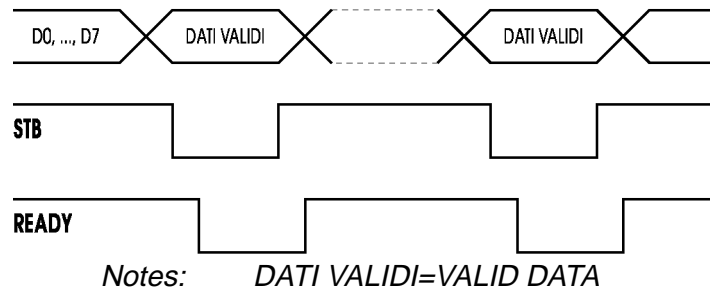 D0, ..., D7 DATI VALIDI DATI VALIDI
STB
READY
Notes: DATI VALIDI=VALID DATA